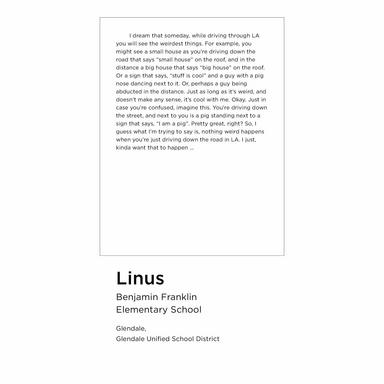 I dream that someday, while driving through LA
you will see the weirdest things. For example, you
might see a small house as you're driving down the
road that says "small house" on the roof, and in the
distance a big house that says "big house" on the roof.
Or a sign that says, "stuff is cool" and a guy with a pig
nose dancing next to it. Or, perhaps a guy being
abducted in the distance. Just as long as it's weird, and
doesn't make any sense, it's cool with me. Okay. Just in
case you're confused, imagine this. You're driving down
the street, and next to you is a pig standing next to a
sign that says, "I am a pig". Pretty great, right? So, I
guess what I'm trying to say is, nothing weird happens
when you're just driving down the road in LA. I just,
kinda want that to happen ...
Linus
Benjamin Franklin
Elementary School
Glendale,
Glendale Unified School District